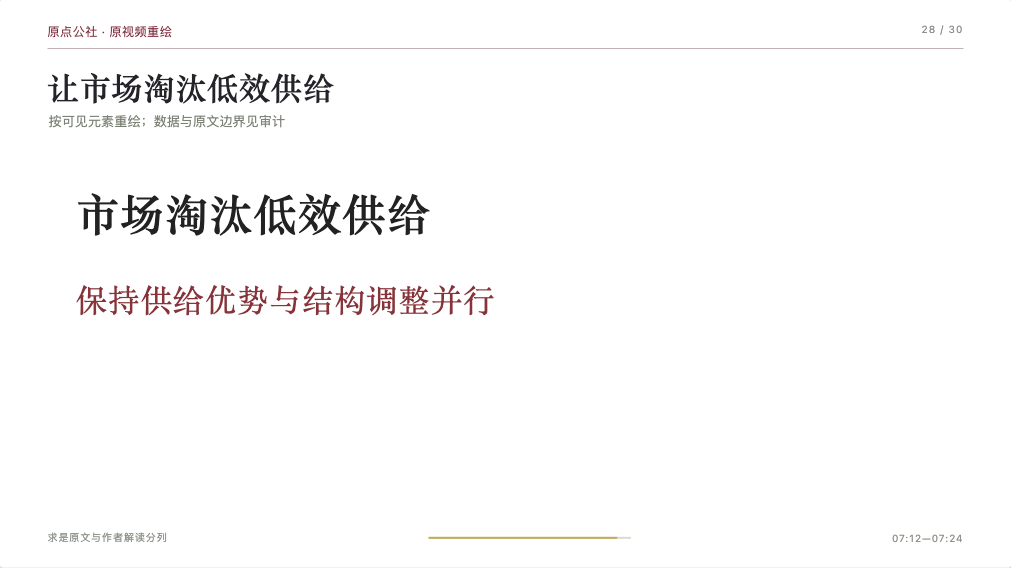 原点公社 · 原视频重绘
28 / 30
让市场淘汰低效供给
按可见元素重绘；数据与原文边界见审计
市场淘汰低效供给
保持供给优势与结构调整并行
求是原文与作者解读分列
07:12—07:24